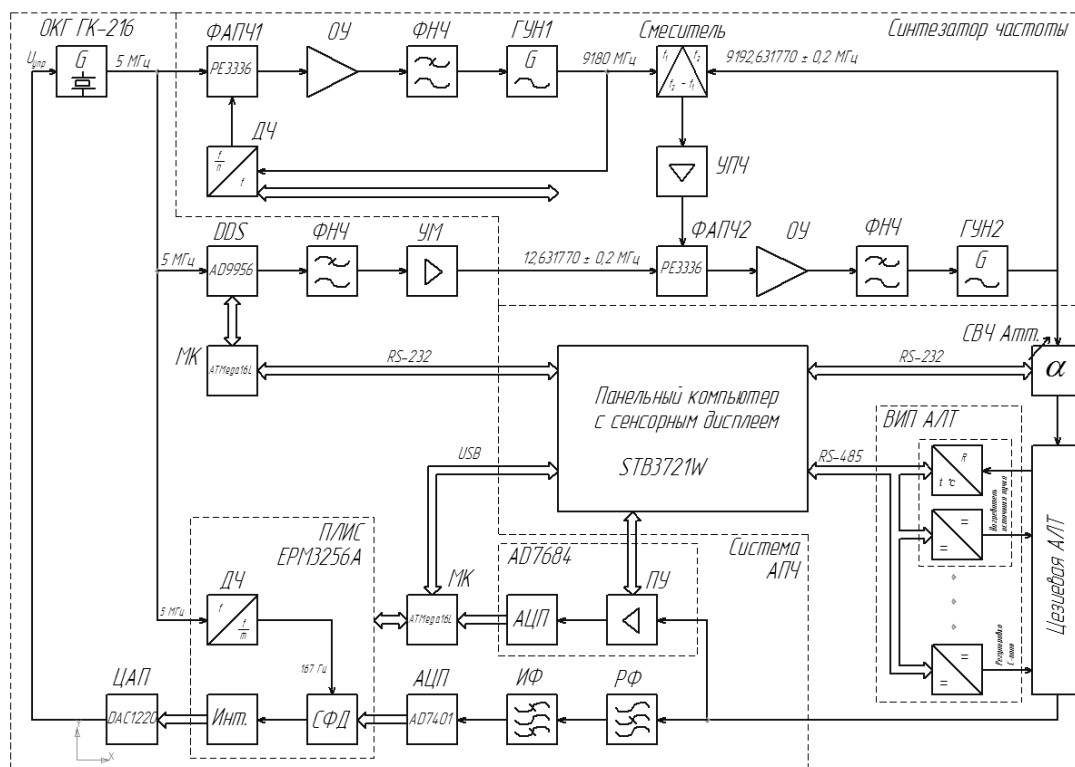 ОКГ ГК-216
ФАПЧ1
ОУ
ФНЧ
ГУН1
Смеситель
Синтезатор частоты
Uупр
G
5 МГц
PE3336
G
9180 МГц
f1
f2
f2 - f1
9192,631770 ± 0,2 МГц
ДЧ
f
n
f
УПЧ
DDS
ФНЧ
УМ
ФАПЧ2
ОУ
ФНЧ
ГУН2
5 МГц
AD9956
12,631770 ± 0,2 МГц
PE3336
G
МК
ATMega16L
RS-232
Панельный компьютер
с сенсорным дисплеем
STB3721W
RS-232
СВЧ Атт.
α
ВИП АЛТ
USB
RS-485
R
t °c
Нагреватель
источника пучка
=
=
Цезиевая АЛТ
ПЛИС
EPM3256A
AD7684
Система
АПЧ
ДЧ
МК
ПУ
5 МГц
f
f
m
ATMega16L
АЦП
=
=
167 Гц
ЦАП
АЦП
ИФ
РФ
DAC1220
Инт.
СФД
AD7401
X